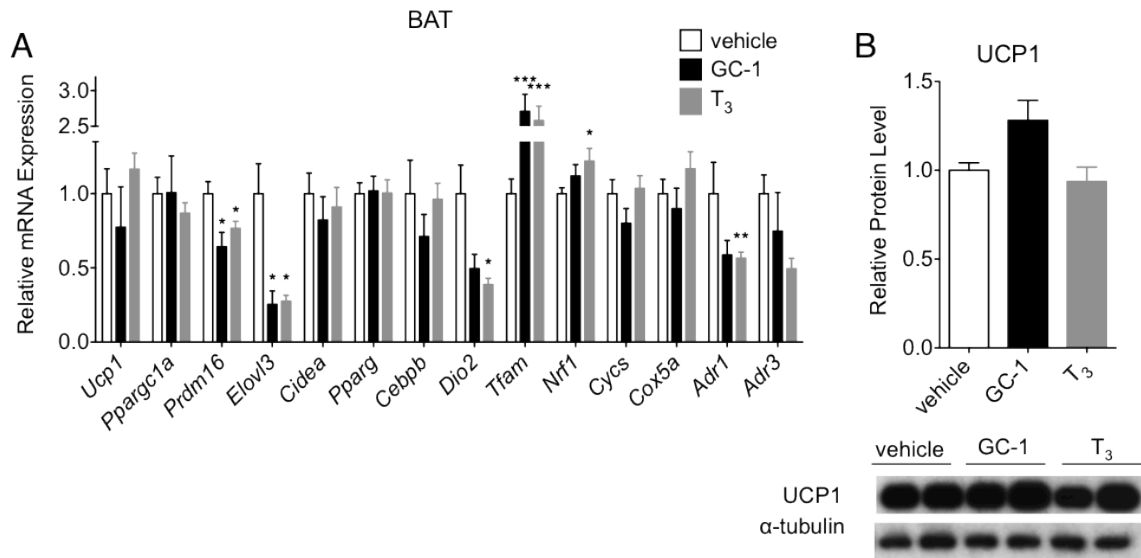 BAT
A
vehicle
GC-1
T₃
Relative mRNA Expression
3.0
2.5
1.0
0.5
0.0
* * * * * *** *** * **
Ucp1
Ppargc1a
Prdm16
Elovl3
Cidea
Pparg
Cebpb
Dio2
Tfam
Nrf1
Cycs
Cox5a
Adr1
Adr3
B
UCP1
Relative Protein Level
1.5
1.0
0.5
0.0
vehicle
GC-1
T₃
vehicle GC-1 T₃
UCP1
α-tubulin